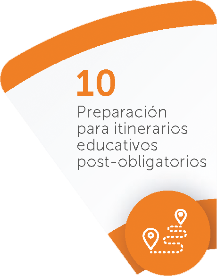 10
Preparación
para itinerarios
educativos
post-obligatorios